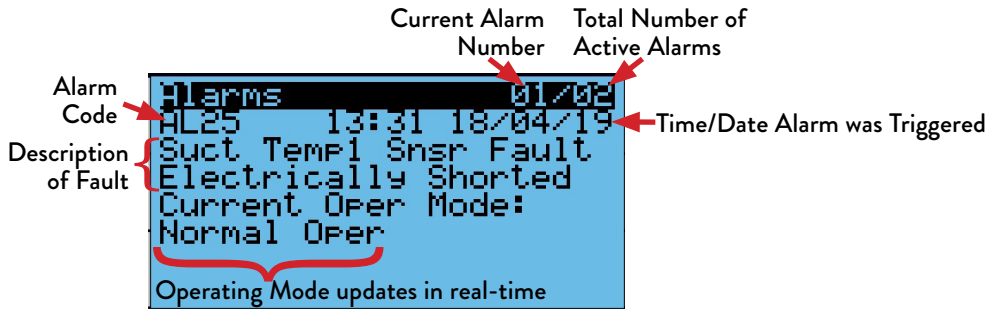 Current Alarm Number
Total Number of Active Alarms
Alarm Code
Description of Fault
Alarms 01/02
AL25 13:31 18/04/19
Time/Date Alarm was Triggered
Suct Temp1 Snsr Fault
Electrically Shorted
Current Oper Mode:
Normal Oper
Operating Mode updates in real-time